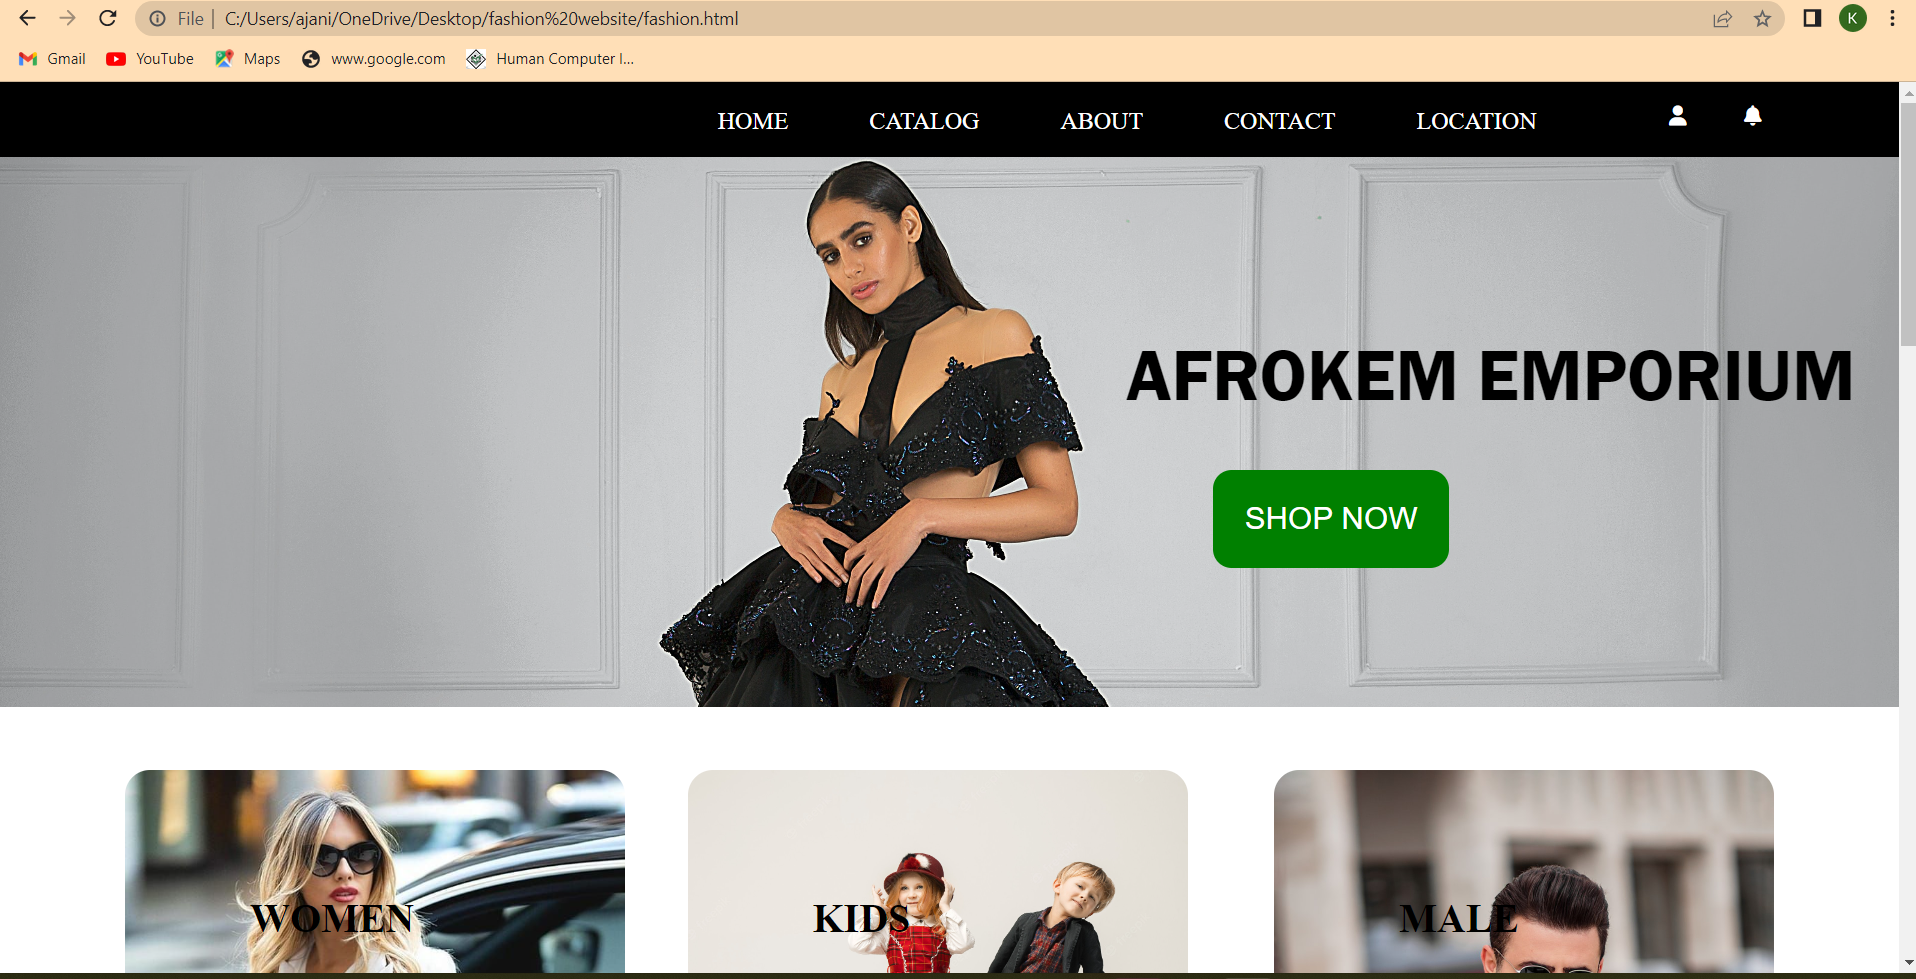 File | C:/Users/ajani/OneDrive/Desktop/fashion%20website/fashion.html
K
Gmail YouTube Maps www.google.com Human Computer I...
HOME CATALOG ABOUT CONTACT LOCATION
AFROKEM EMPORIUM
SHOP NOW
WOMEN KIDS MALE